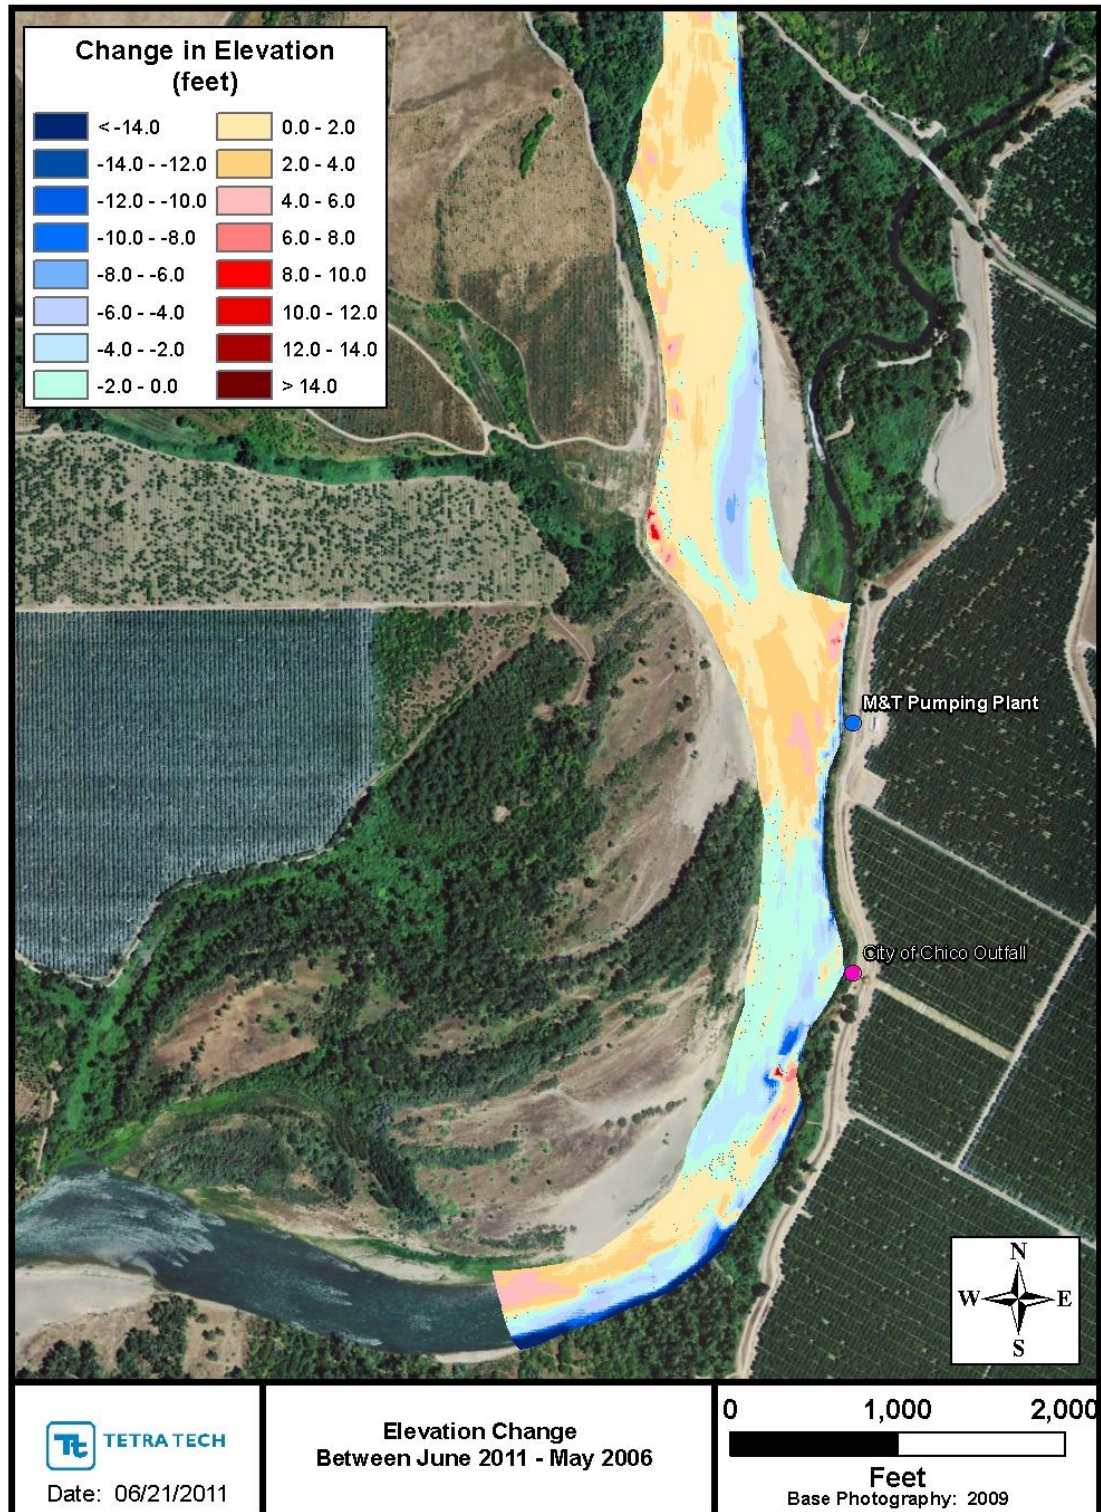 Change in Elevation
(feet)
< -14.0
-14.0 - -12.0
-12.0 - -10.0
-10.0 - -8.0
-8.0 - -6.0
-6.0 - -4.0
-4.0 - -2.0
-2.0 - 0.0
0.0 - 2.0
2.0 - 4.0
4.0 - 6.0
6.0 - 8.0
8.0 - 10.0
10.0 - 12.0
12.0 - 14.0
> 14.0
M&T Pumping Plant
City of Chico Outfall
N
W E
S
Tt TETRA TECH
Date: 06/21/2011
Elevation Change
Between June 2011 - May 2006
0 1,000 2,000
Feet
Base Photography: 2009